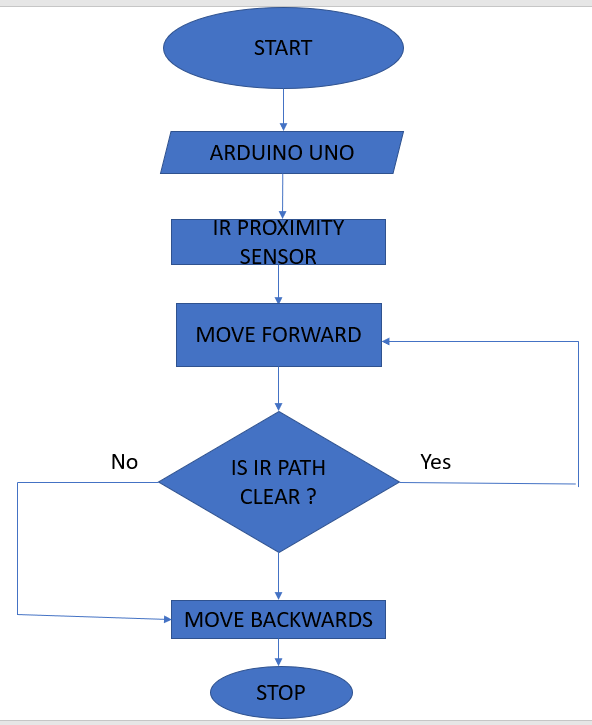 START
ARDUINO UNO
IR PROXIMITY
SENSOR
MOVE FORWARD
No
Yes
IS IR PATH
CLEAR ?
MOVE BACKWARDS
STOP